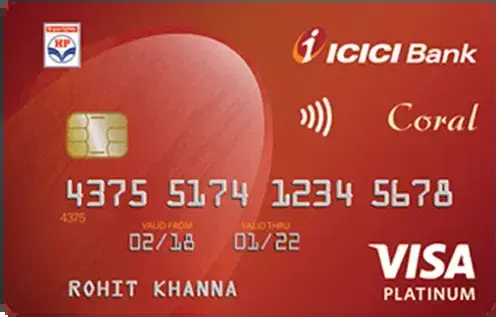 HP
i ICICI Bank
Coral
4375 5174 1234 5678
4375
VALID FROM VALID THRU
02/18 01/22
ROHIT KHANNA
VISA
PLATINUM